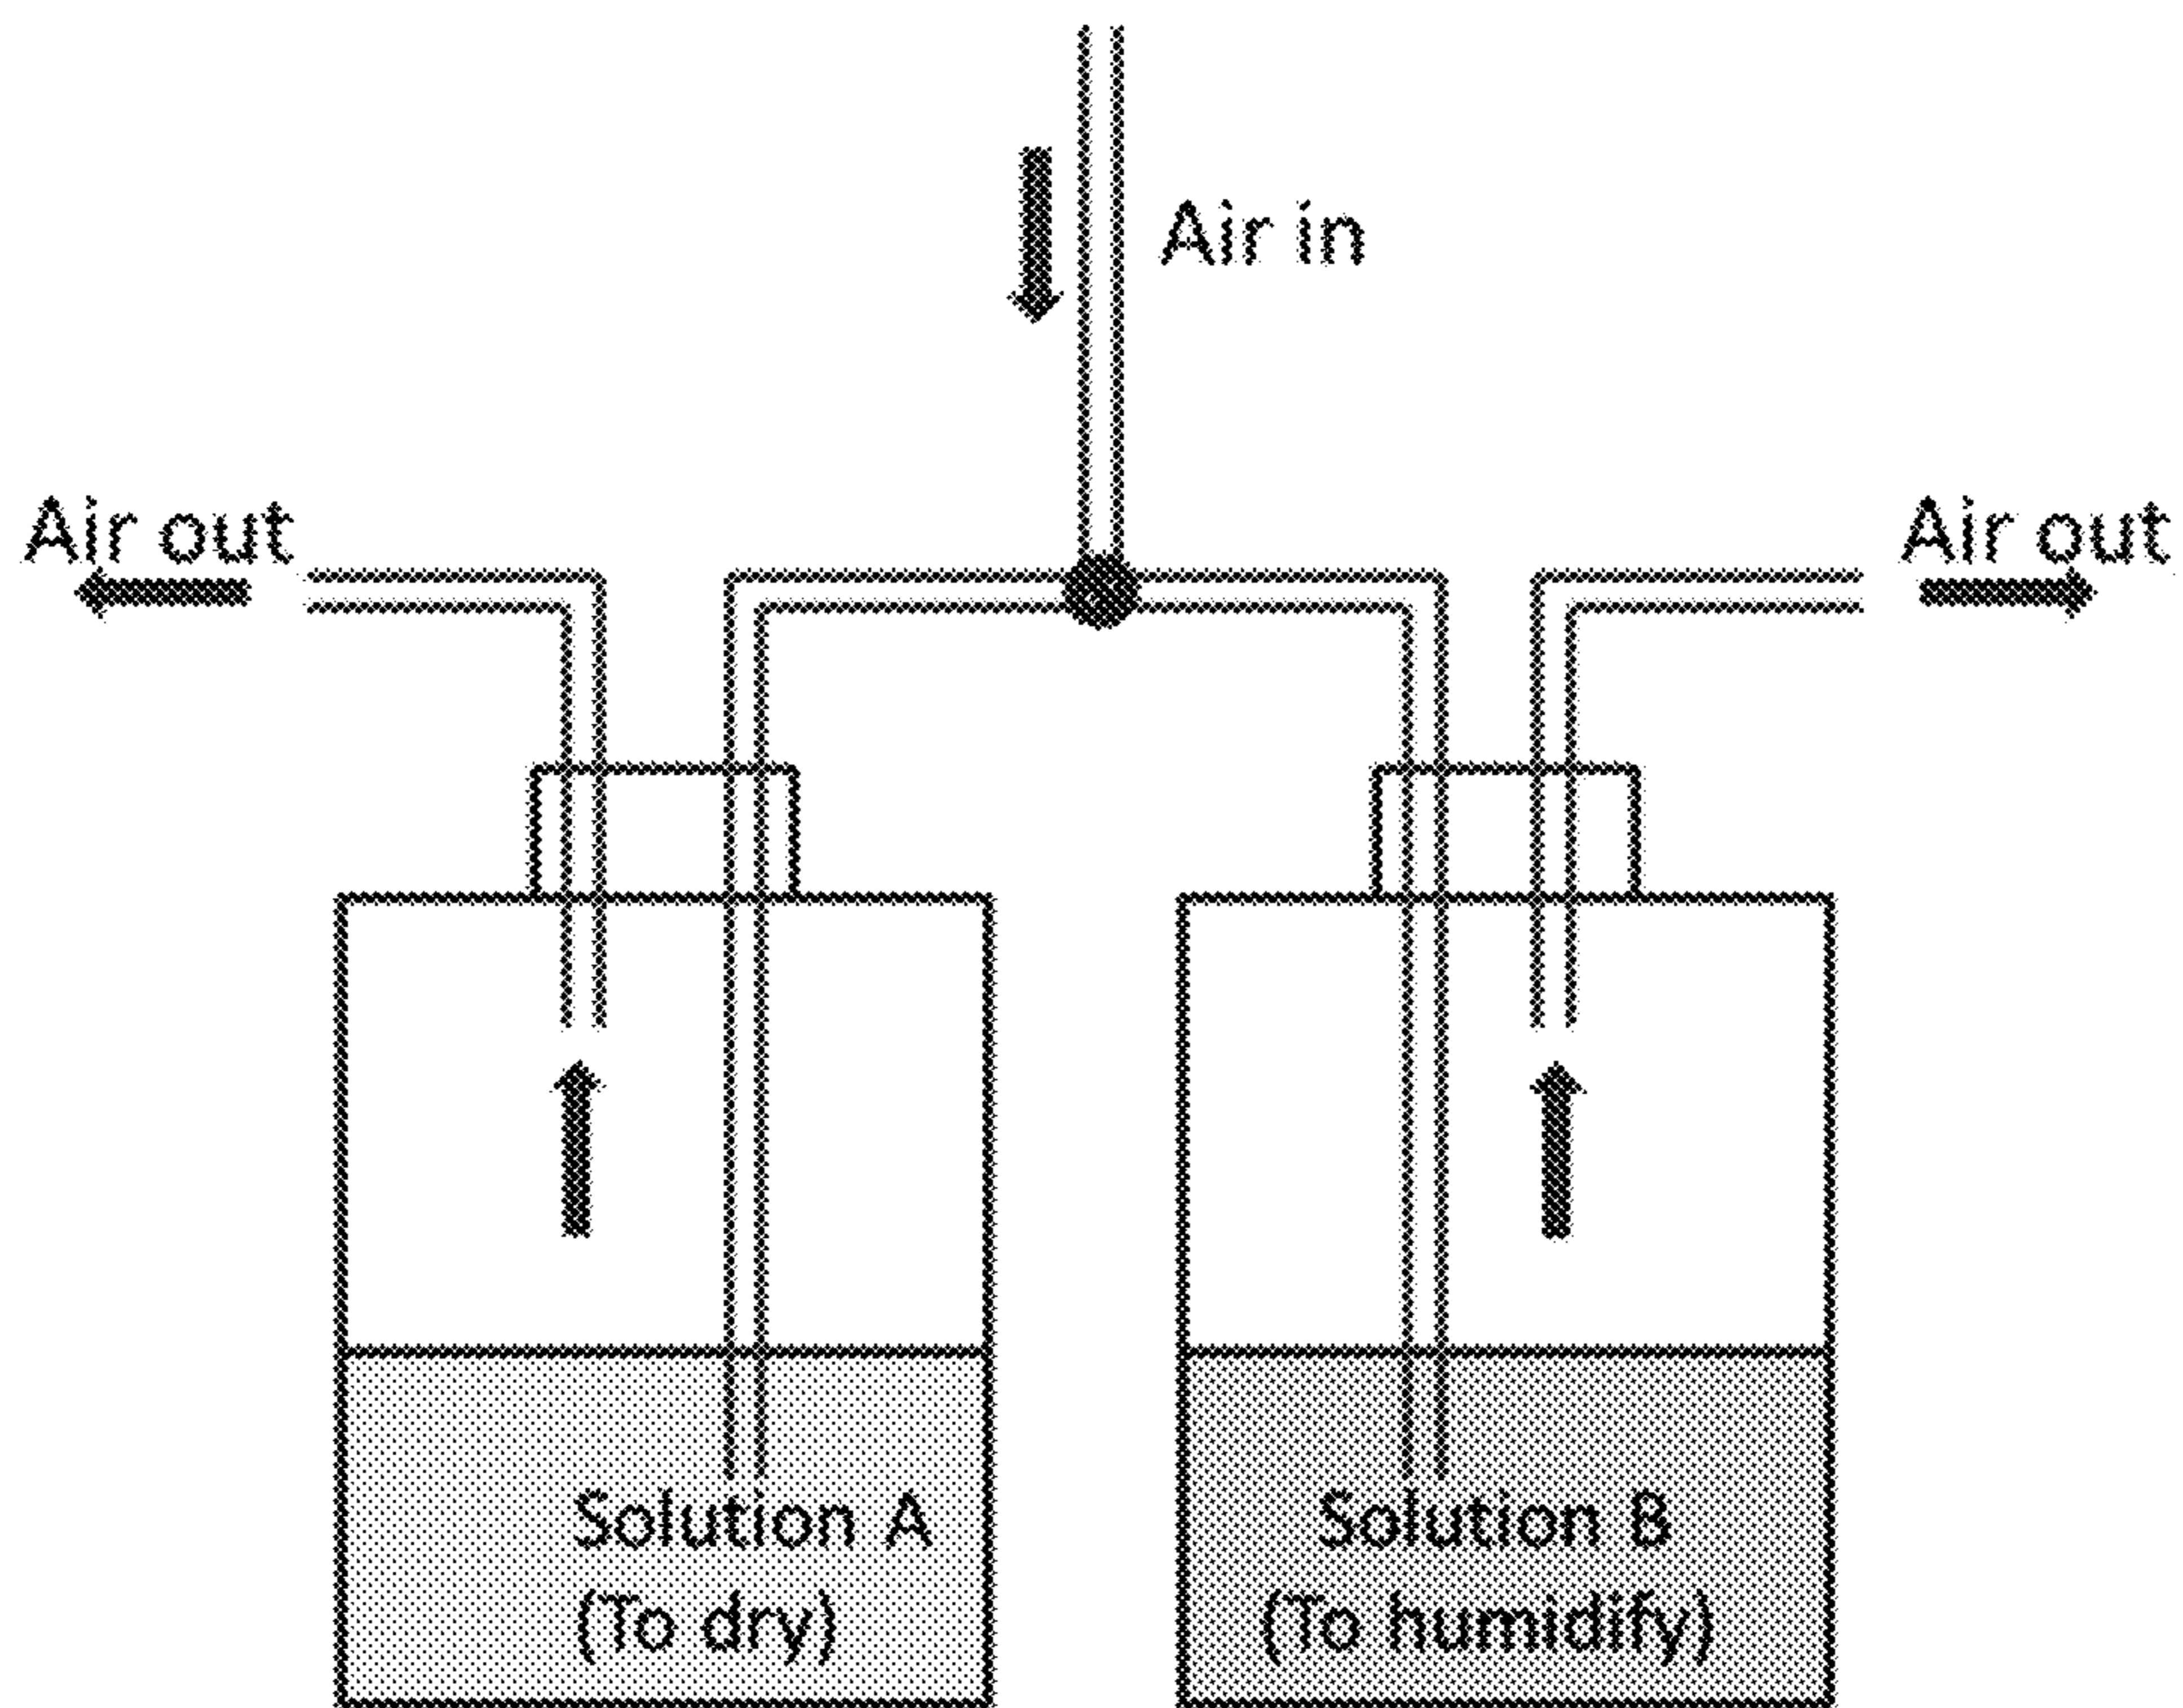 Air in
Air out
Air out
Solution A
(To dry)
Solution B
(To humidify)